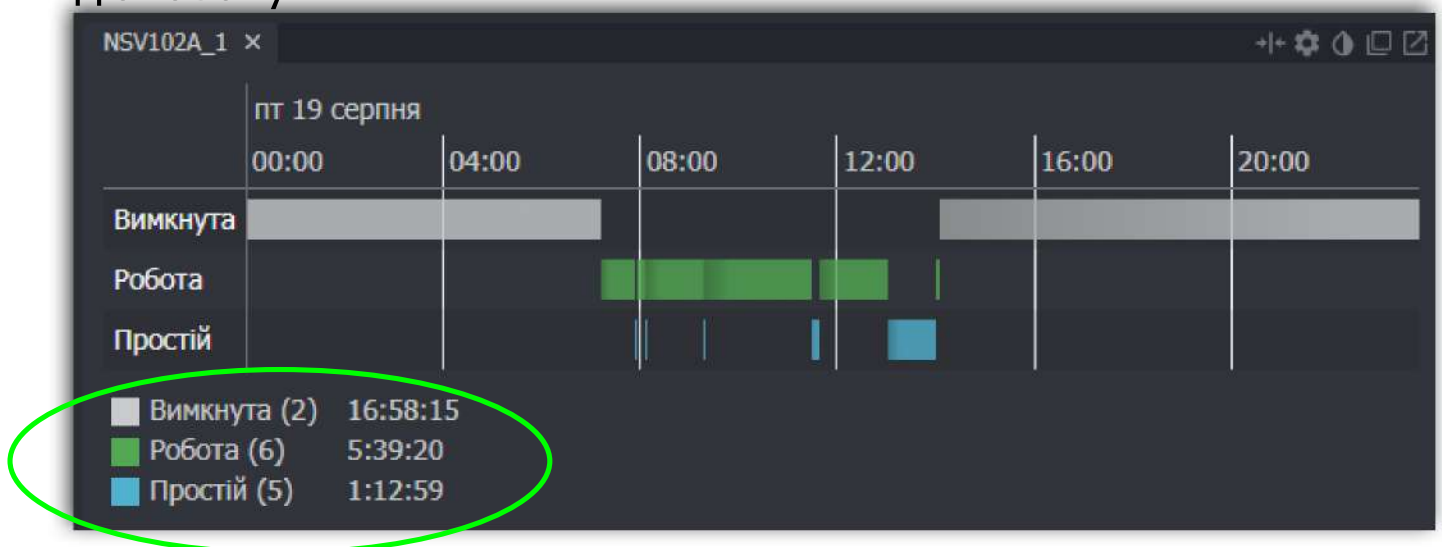 NSV102A_1 ×
пт 19 серпня
00:00 04:00 08:00 12:00 16:00 20:00
Вимкнута
Робота
Простій
Вимкнута (2) 16:58:15
Робота (6) 5:39:20
Простій (5) 1:12:59